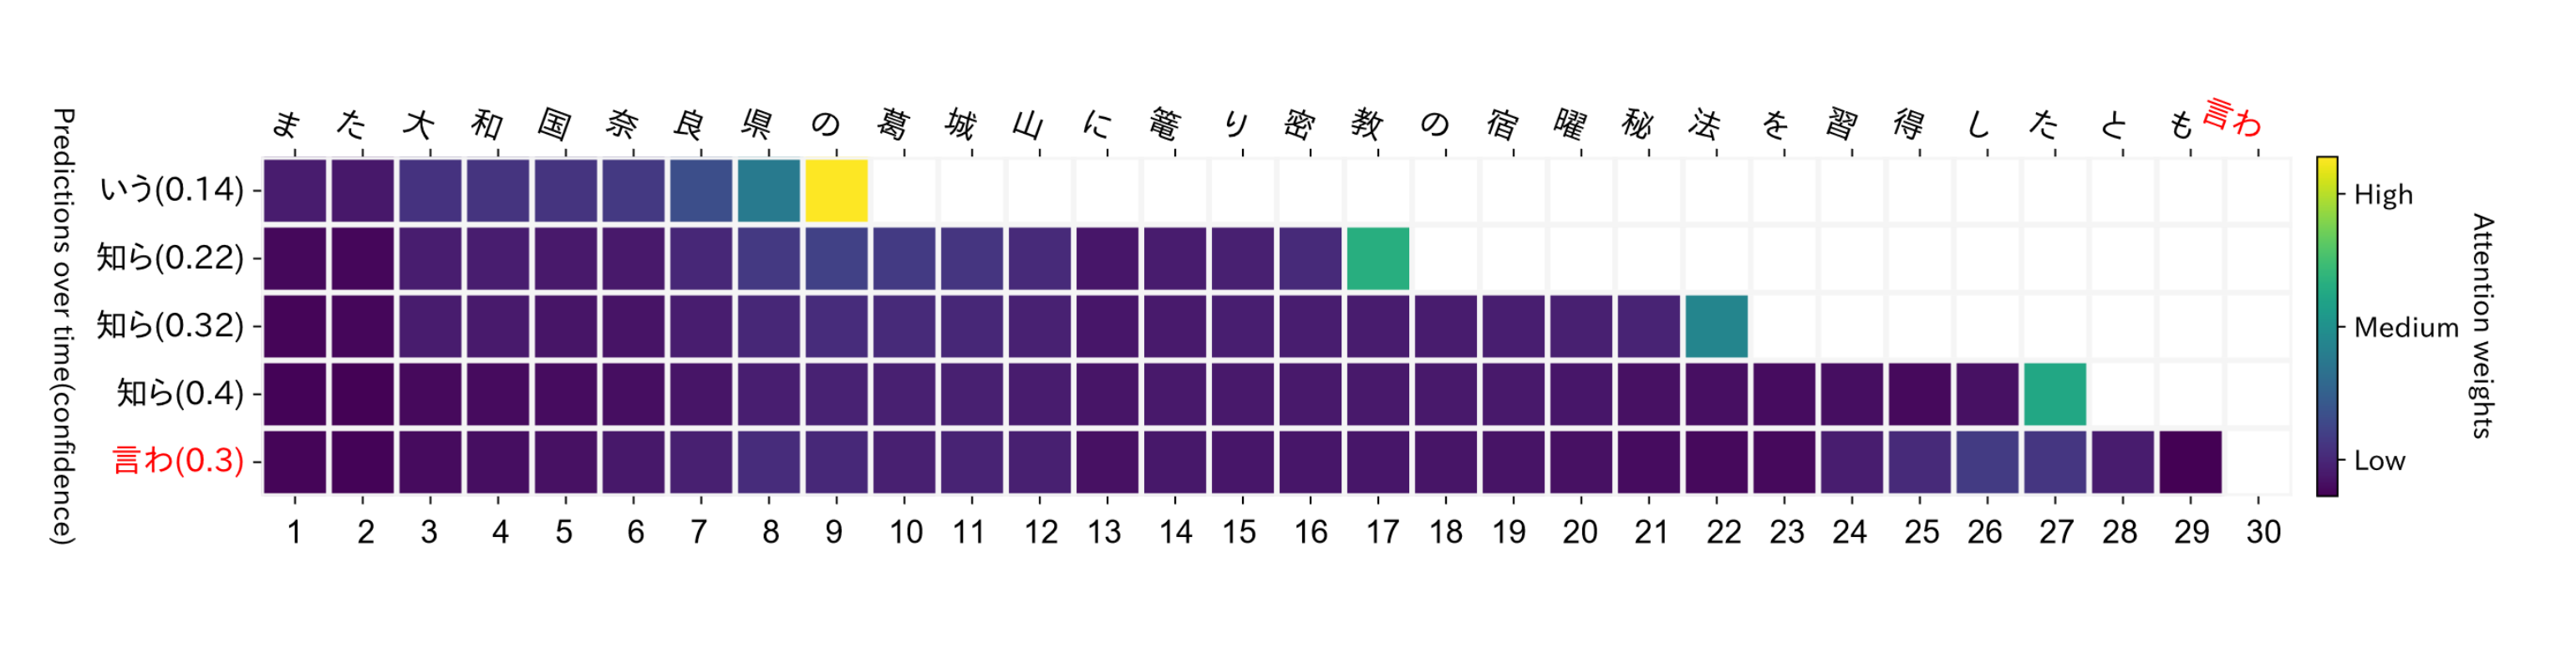 また大和国奈良県の葛城山に篭り密教の宿曜秘法を習得したとも言わ
Predictions over time(confidence)
いう(0.14)
知ら(0.22)
知ら(0.32)
知ら(0.4)
言わ(0.3)
1 2 3 4 5 6 7 8 9 10 11 12 13 14 15 16 17 18 19 20 21 22 23 24 25 26 27 28 29 30
High
Medium
Low
Attention weights